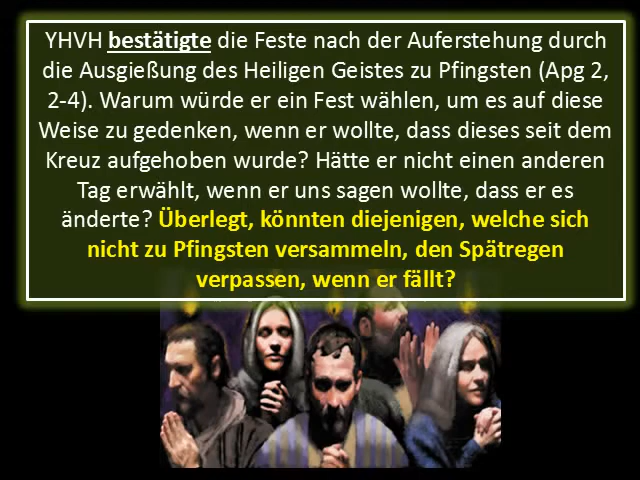 YHVH bestätigte die Feste nach der Auferstehung durch
die Ausgießung des Heiligen Geistes zu Pfingsten (Apg 2,
2-4). Warum würde er ein Fest wählen, um es auf diese
Weise zu gedenken, wenn er wollte, dass dieses seit dem
Kreuz aufgehoben wurde? Hätte er nicht einen anderen
Tag erwählt, wenn er uns sagen wollte, dass er es
änderte? Überlegt, könnten diejenigen, welche sich
nicht zu Pfingsten versammeln, den Spätregen
verpassen, wenn er fällt?